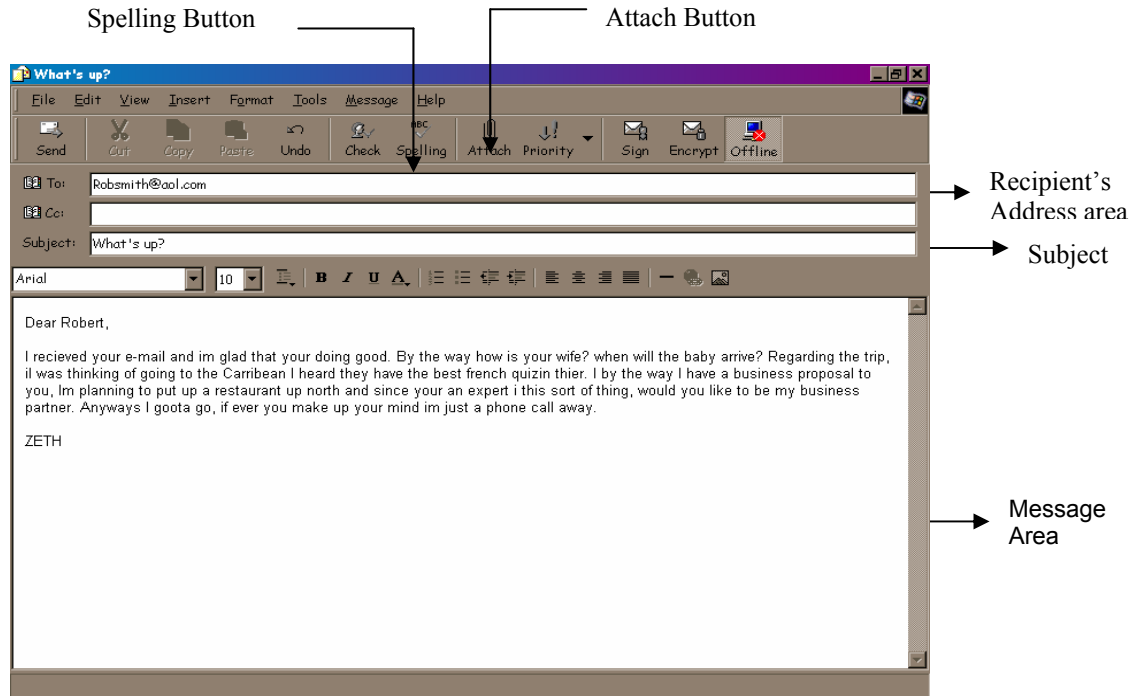 Spelling Button Attach Button
What's up?
File Edit View Insert Format Tools Message Help
ABC
Send Cut Copy Paste Undo Check Spelling Attach Priority Sign Encrypt Offline
To: Robsmith@aol.com
Recipient's
Address area
Cc:
Subject: What's up?
Subject
Arial 10 B I U A
Dear Robert,
I recieved your e-mail and im glad that your doing good. By the way how is your wife? when will the baby arrive? Regarding the trip,
il was thinking of going to the Carribean I heard they have the best french quizin thier. I by the way I have a business proposal to
you, Im planning to put up a restaurant up north and since your an expert i this sort of thing, would you like to be my business
partner. Anyways I goota go, if ever you make up your mind im just a phone call away.
ZETH
Message
Area